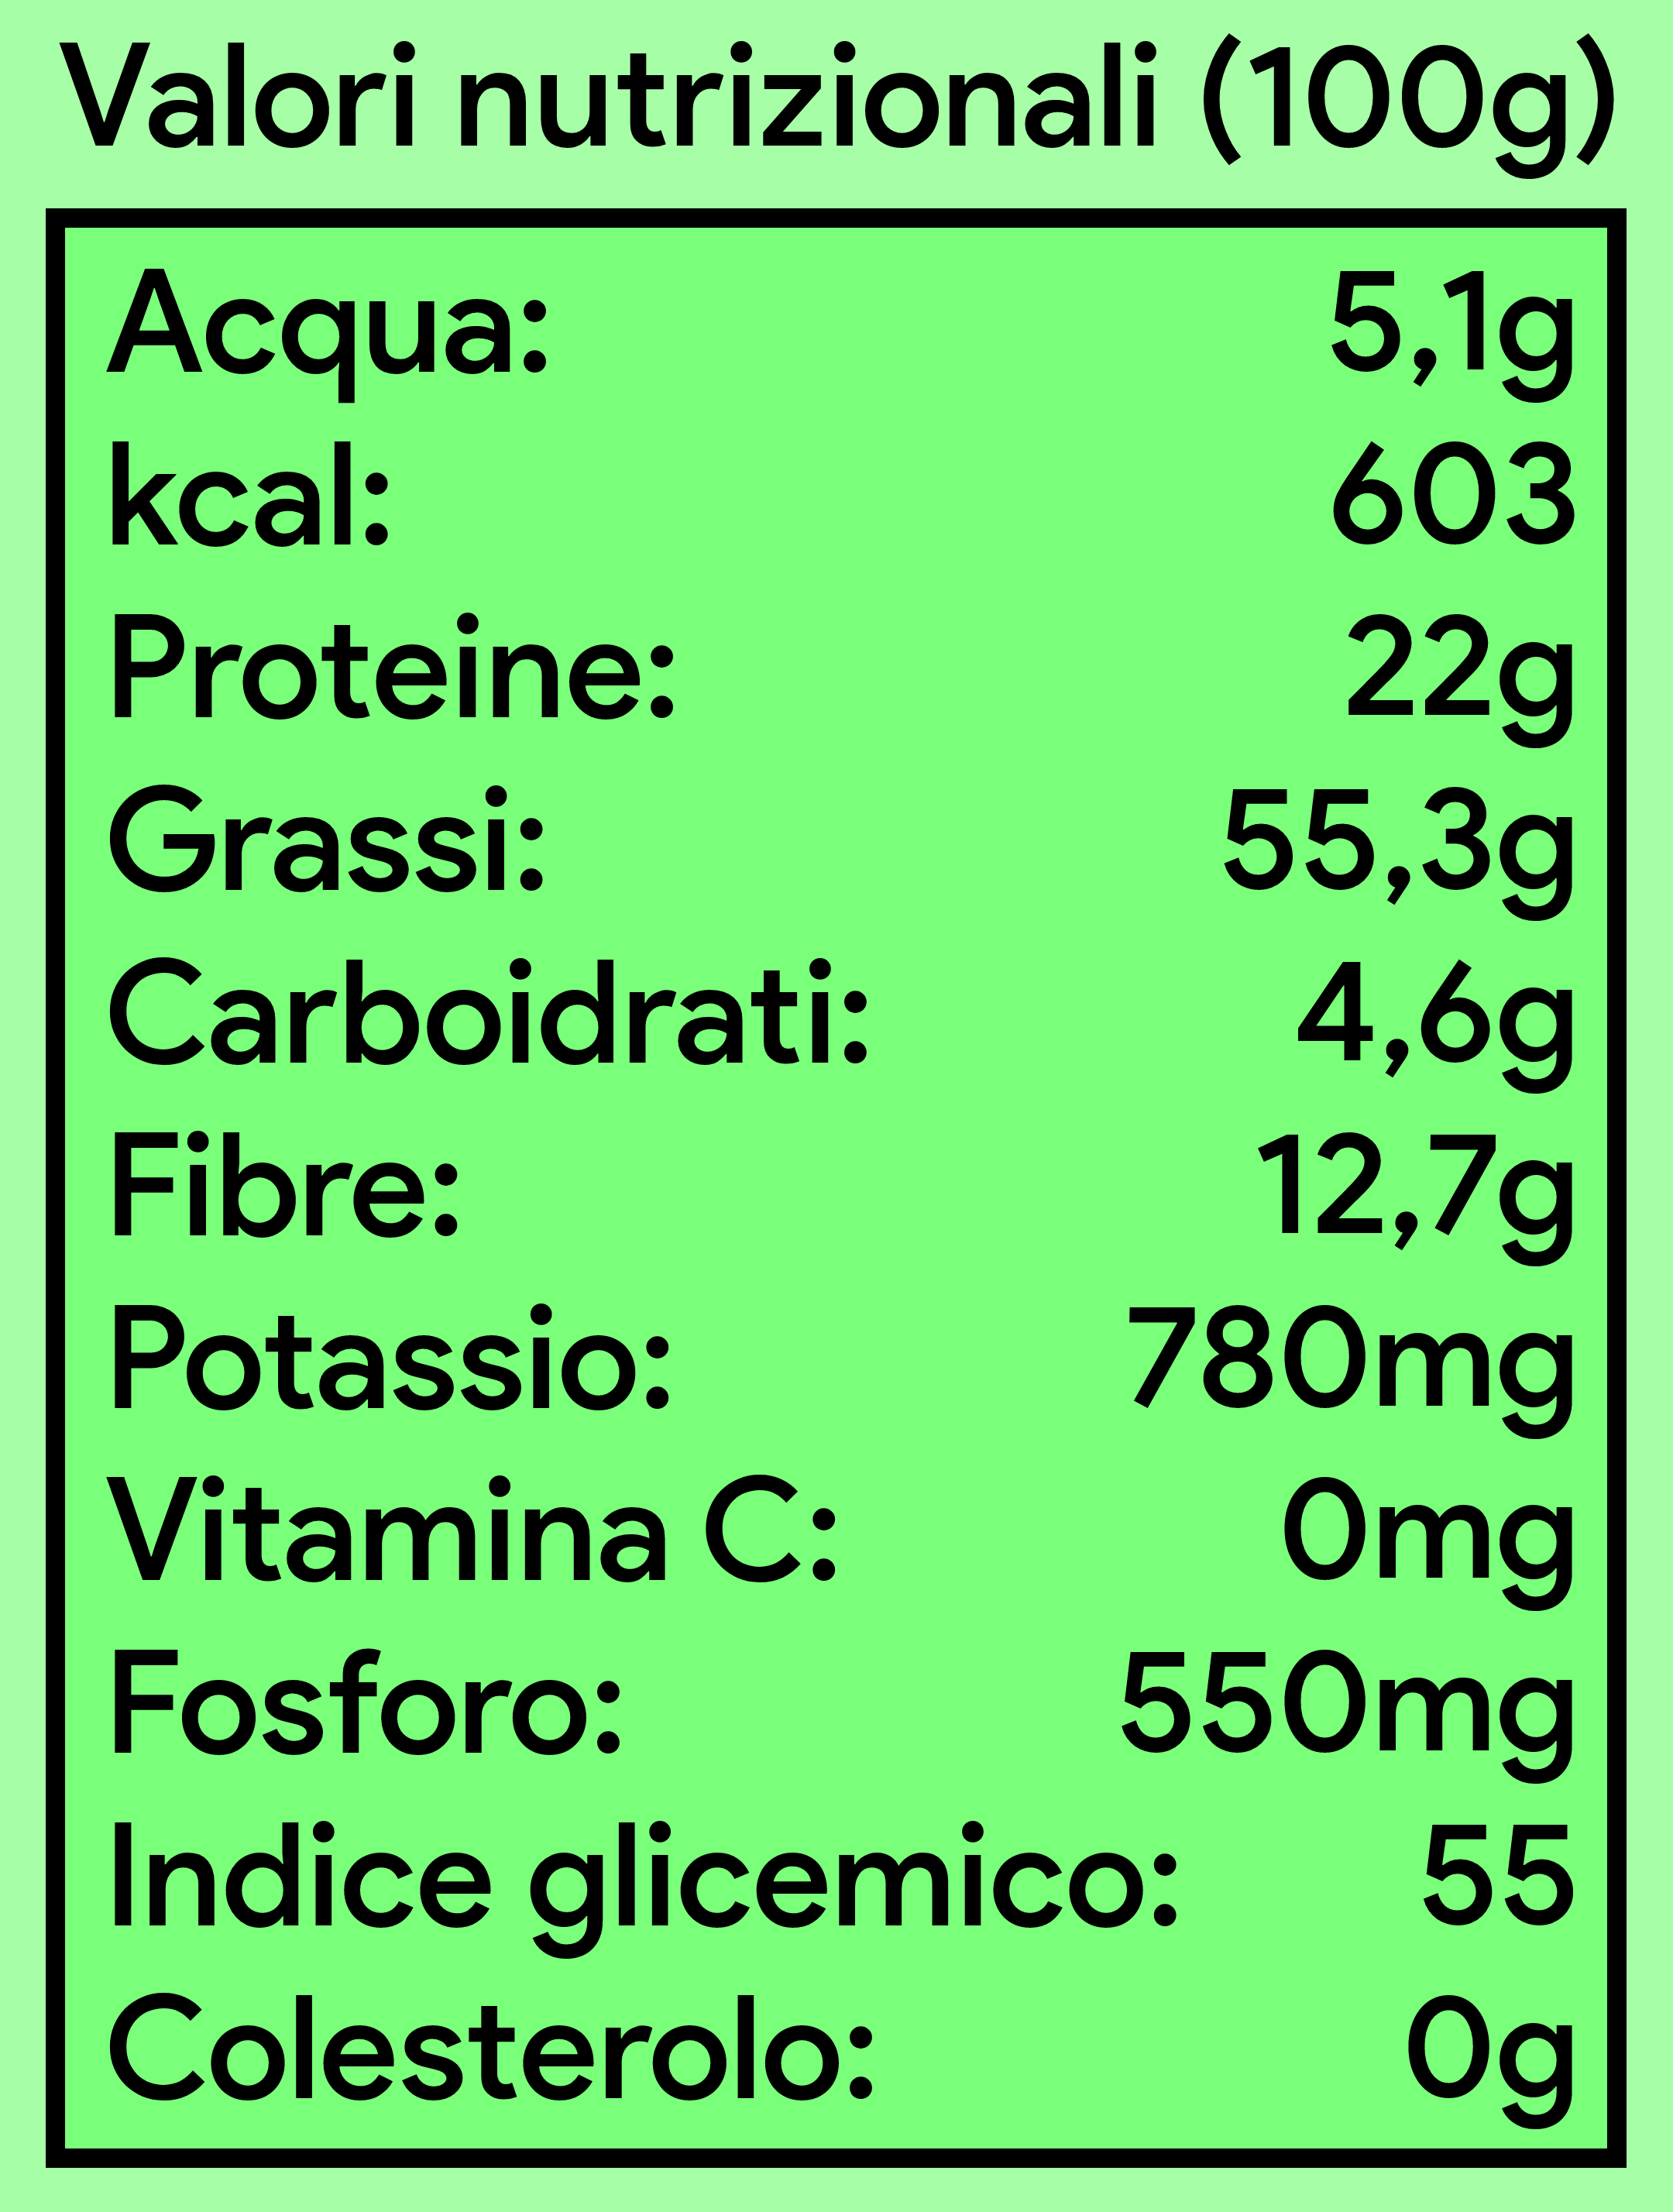 Valori nutrizionali (100g)
Acqua: 5,1g
kcal: 603
Proteine: 22g
Grassi: 55,3g
Carboidrati: 4,6g
Fibre: 12,7g
Potassio: 780mg
Vitamina C: 0mg
Fosforo: 550mg
Indice glicemico: 55
Colesterolo: 0g